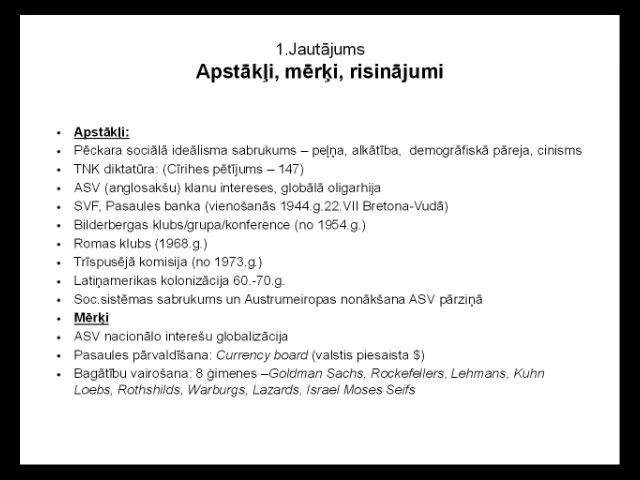 1.Jautājums
Apstākļi, mērķi, risinājumi
• Apstākļi:
• Pēckara sociālā ideālisma sabrukums – peļņa, alkātība, demogrāfiskā pāreja, cinisms
• TNK diktatūra: (Cīrihes pētījums – 147)
• ASV (anglosakšu) klanu intereses, globālā oligarhija
• SVF, Pasaules banka (vienošanās 1944.g.22.VII Bretona-Vudā)
• Bilderbergas klubs/grupa/konference (no 1954.g.)
• Romas klubs (1968.g.)
• Trīspusējā komisija (no 1973.g.)
• Latiņamerikas kolonizācija 60.-70.g.
• Soc.sistēmas sabrukums un Austrumeiropas nonākšana ASV pārziņā
• Mērķi
• ASV nacionālo interešu globalizācija
• Pasaules pārvaldīšana: Currency board (valstis piesaista $)
• Bagātību vairošana: 8 ģimenes –Goldman Sachs, Rockefellers, Lehmans, Kuhn
Loebs, Rothshilds, Warburgs, Lazards, Israel Moses Seifs